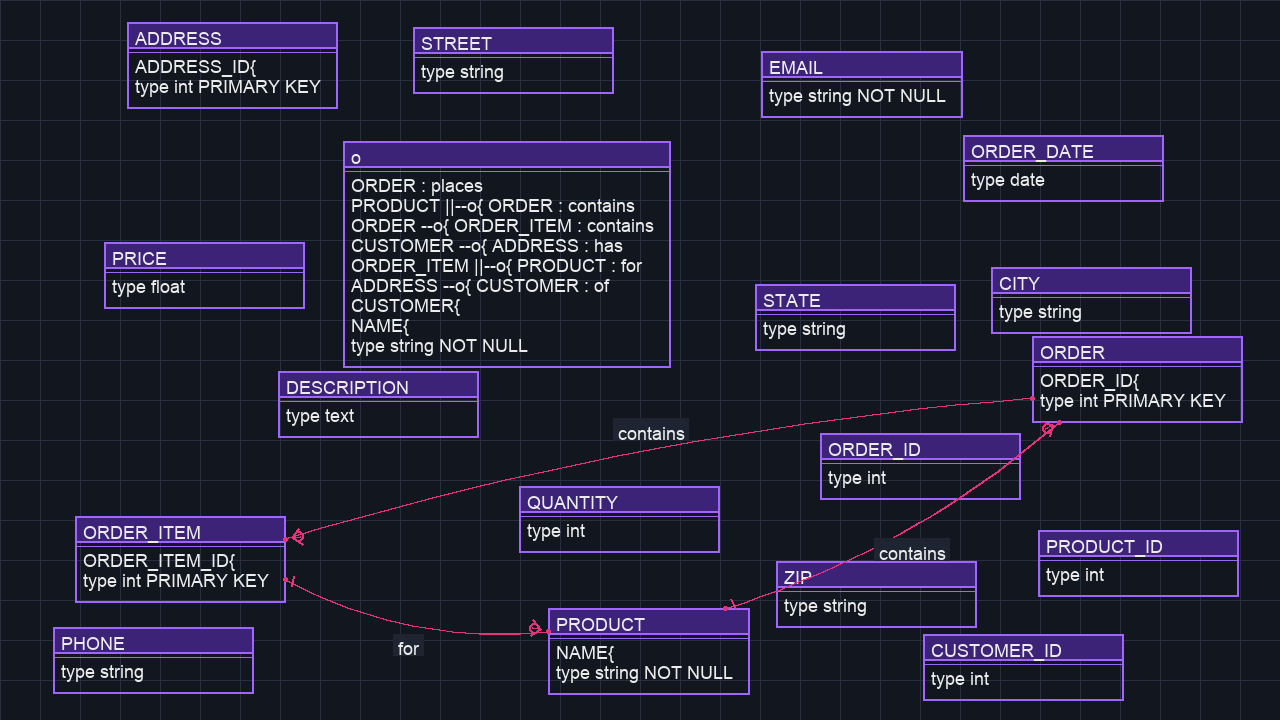 ADDRESS
ADDRESS_ID{
type int PRIMARY KEY
STREET
type string
EMAIL
type string NOT NULL
ORDER_DATE
type date
o
ORDER : places
PRODUCT ||--o{ ORDER : contains
ORDER --o{ ORDER_ITEM : contains
CUSTOMER --o{ ADDRESS : has
ORDER_ITEM ||--o{ PRODUCT : for
ADDRESS --o{ CUSTOMER : of
CUSTOMER{
NAME{
type string NOT NULL
PRICE
type float
STATE
type string
CITY
type string
ORDER
ORDER_ID{
type int PRIMARY KEY
DESCRIPTION
type text
contains
ORDER_ID
type int
QUANTITY
type int
ORDER_ITEM
ORDER_ITEM_ID{
type int PRIMARY KEY
contains
PRODUCT_ID
type int
ZIP
type string
PRODUCT
NAME{
type string NOT NULL
for
PHONE
type string
CUSTOMER_ID
type int